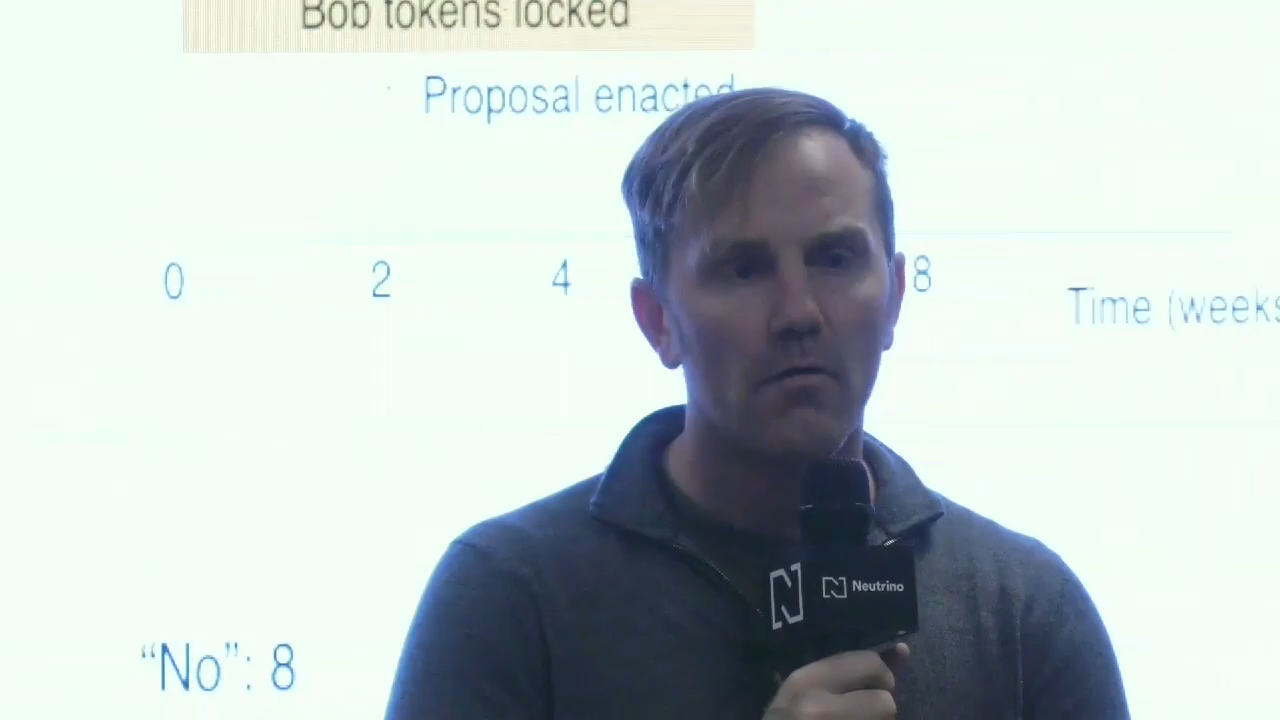 Bob tokens locked
Proposal enacted
0 2 4 8
Time (weeks
Neutrino
“No”: 8